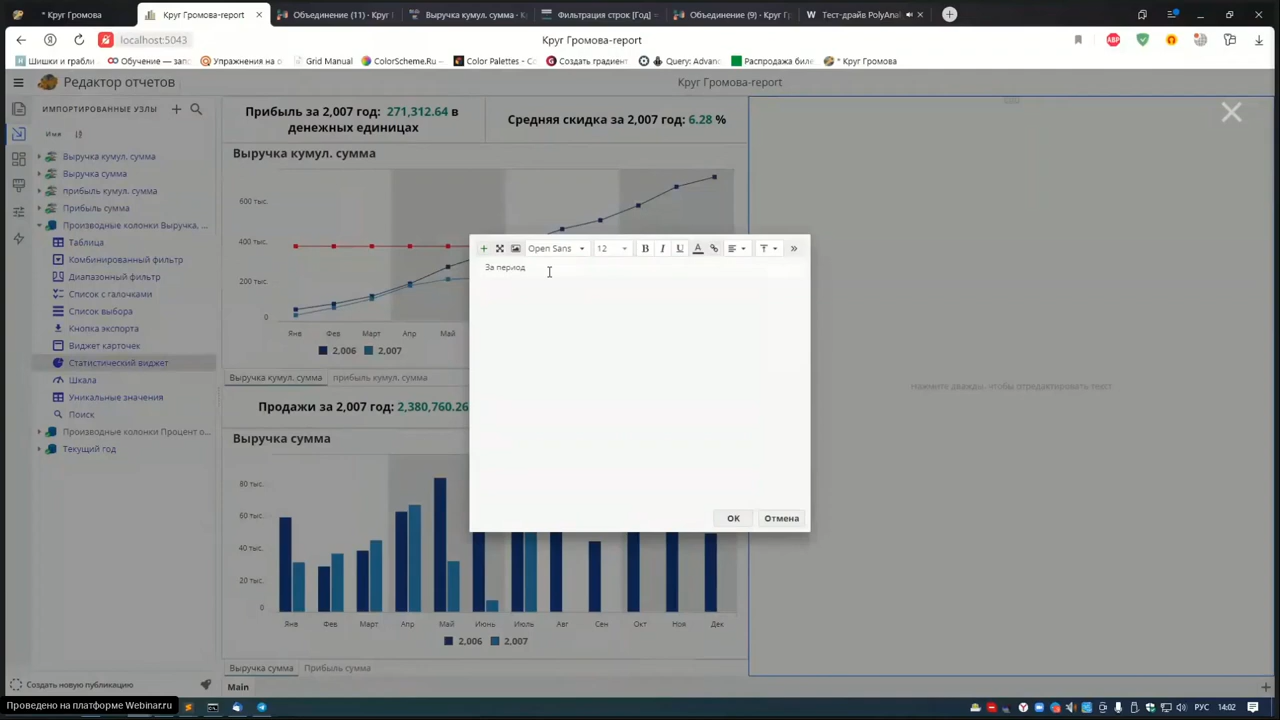 * Круг Громова
Круг Громова-report
Объединение (11) - Круг Г
Выручка кумул. сумма - Ко
Фильтрация строк [Год] =
Объединение (9) - Круг Гр
Тест-драйв PolyAnal
localhost:5043
Круг Громова-report
Шишки и грабли
Обучение — зап
Упражнения на о
Grid Manual
ColorScheme.Ru –
Color Palettes - Co
Создать градиент
Query: Advanc
Распродажа биле
* Круг Громова
Редактор отчетов
Круг Громова-report
ИМПОРТИРОВАННЫЕ УЗЛЫ
Имя
Выручка кумул. сумма
Выручка сумма
прибыль кумул. сумма
Прибыль сумма
Производные колонки Выручка, ...
Таблица
Комбинированный фильтр
Диапазонный фильтр
Список с галочками
Список выбора
Кнопка экспорта
Виджет карточек
Статистический виджет
Шкала
Уникальные значения
Поиск
Производные колонки Процент о...
Текущий год
Создать новую публикацию
Прибыль за 2,007 год: 271,312.64 в
денежных единицах
Средняя скидка за 2,007 год: 6.28 %
Выручка кумул. сумма
600 тыс.
400 тыс.
200 тыс.
0
Янв Фев Март Апр Май
2,006 2,007
Выручка кумул. сумма прибыль кумул. сумма
Продажи за 2,007 год: 2,380,760.26
Выручка сумма
80 тыс.
60 тыс.
40 тыс.
20 тыс.
0
Янв Фев Март Апр Май Июнь Июль Авг Сен Окт Ноя Дек
2,006 2,007
Выручка сумма Прибыль сумма
Main
Open Sans 12 B I U A T
За период
OK Отмена
Нажмите дважды, чтобы отредактировать текст
Проведено на платформе Webinar.ru
РУС 14:02